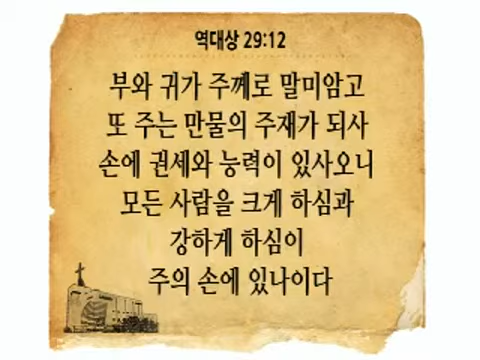 역대상 29:12
부와 귀가 주께로 말미암고
또 주는 만물의 주재가 되사
손에 권세와 능력이 있사오니
모든 사람을 크게 하심과
강하게 하심이
주의 손에 있나이다